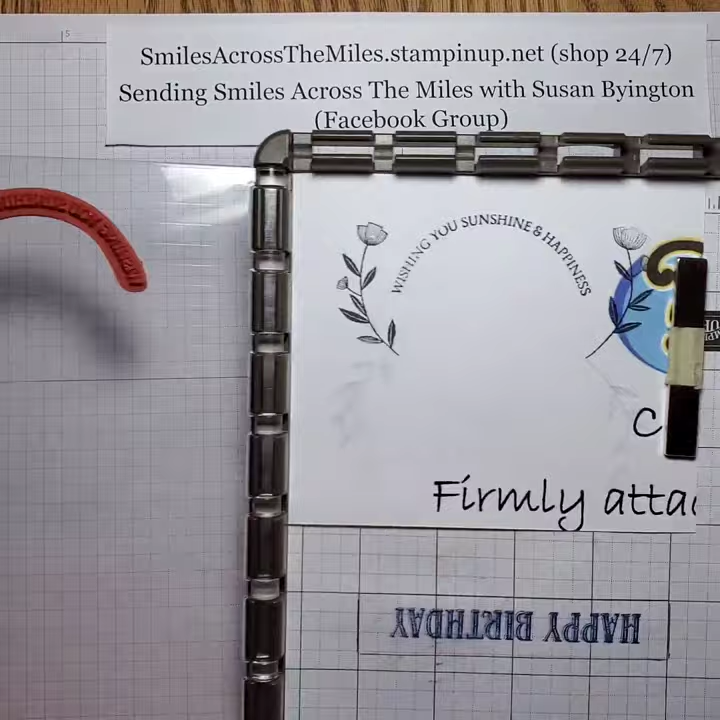 SmilesAcrossTheMiles.stampinup.net (shop 24/7)
Sending Smiles Across The Miles with Susan Byington
(Facebook Group)
5
WISHING YOU SUNSHINE & HAPPINESS
Firmly
HAPPY BIRTHDAY